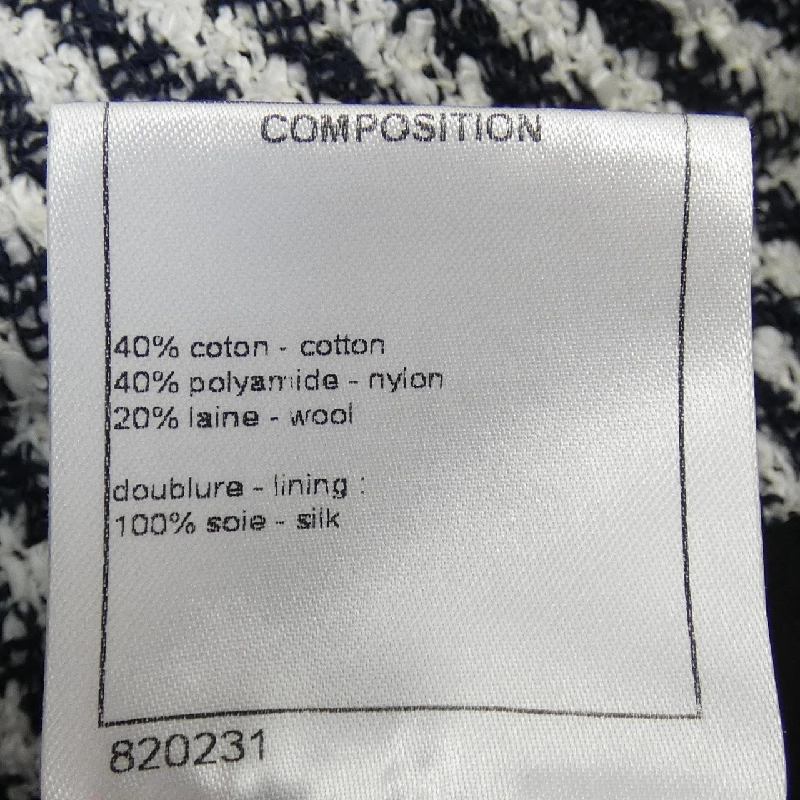 COMPOSITION
40% coton - cotton
40% polyamide - nylon
20% laine - wool
doublure - lining :
100% soie - silk
820231